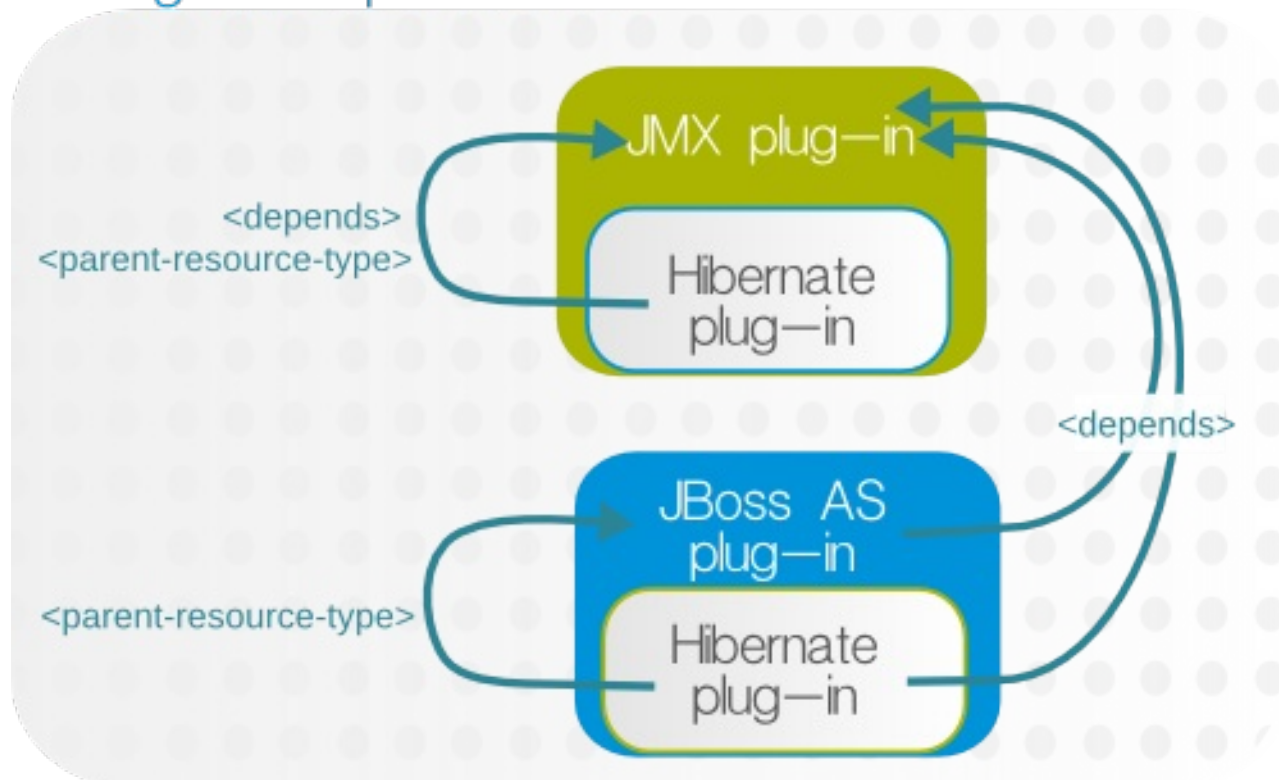 JMX plug-in
<depends>
<parent-resource-type>
Hibernate
plug-in
<depends>
JBoss AS
plug-in
<parent-resource-type>
Hibernate
plug-in